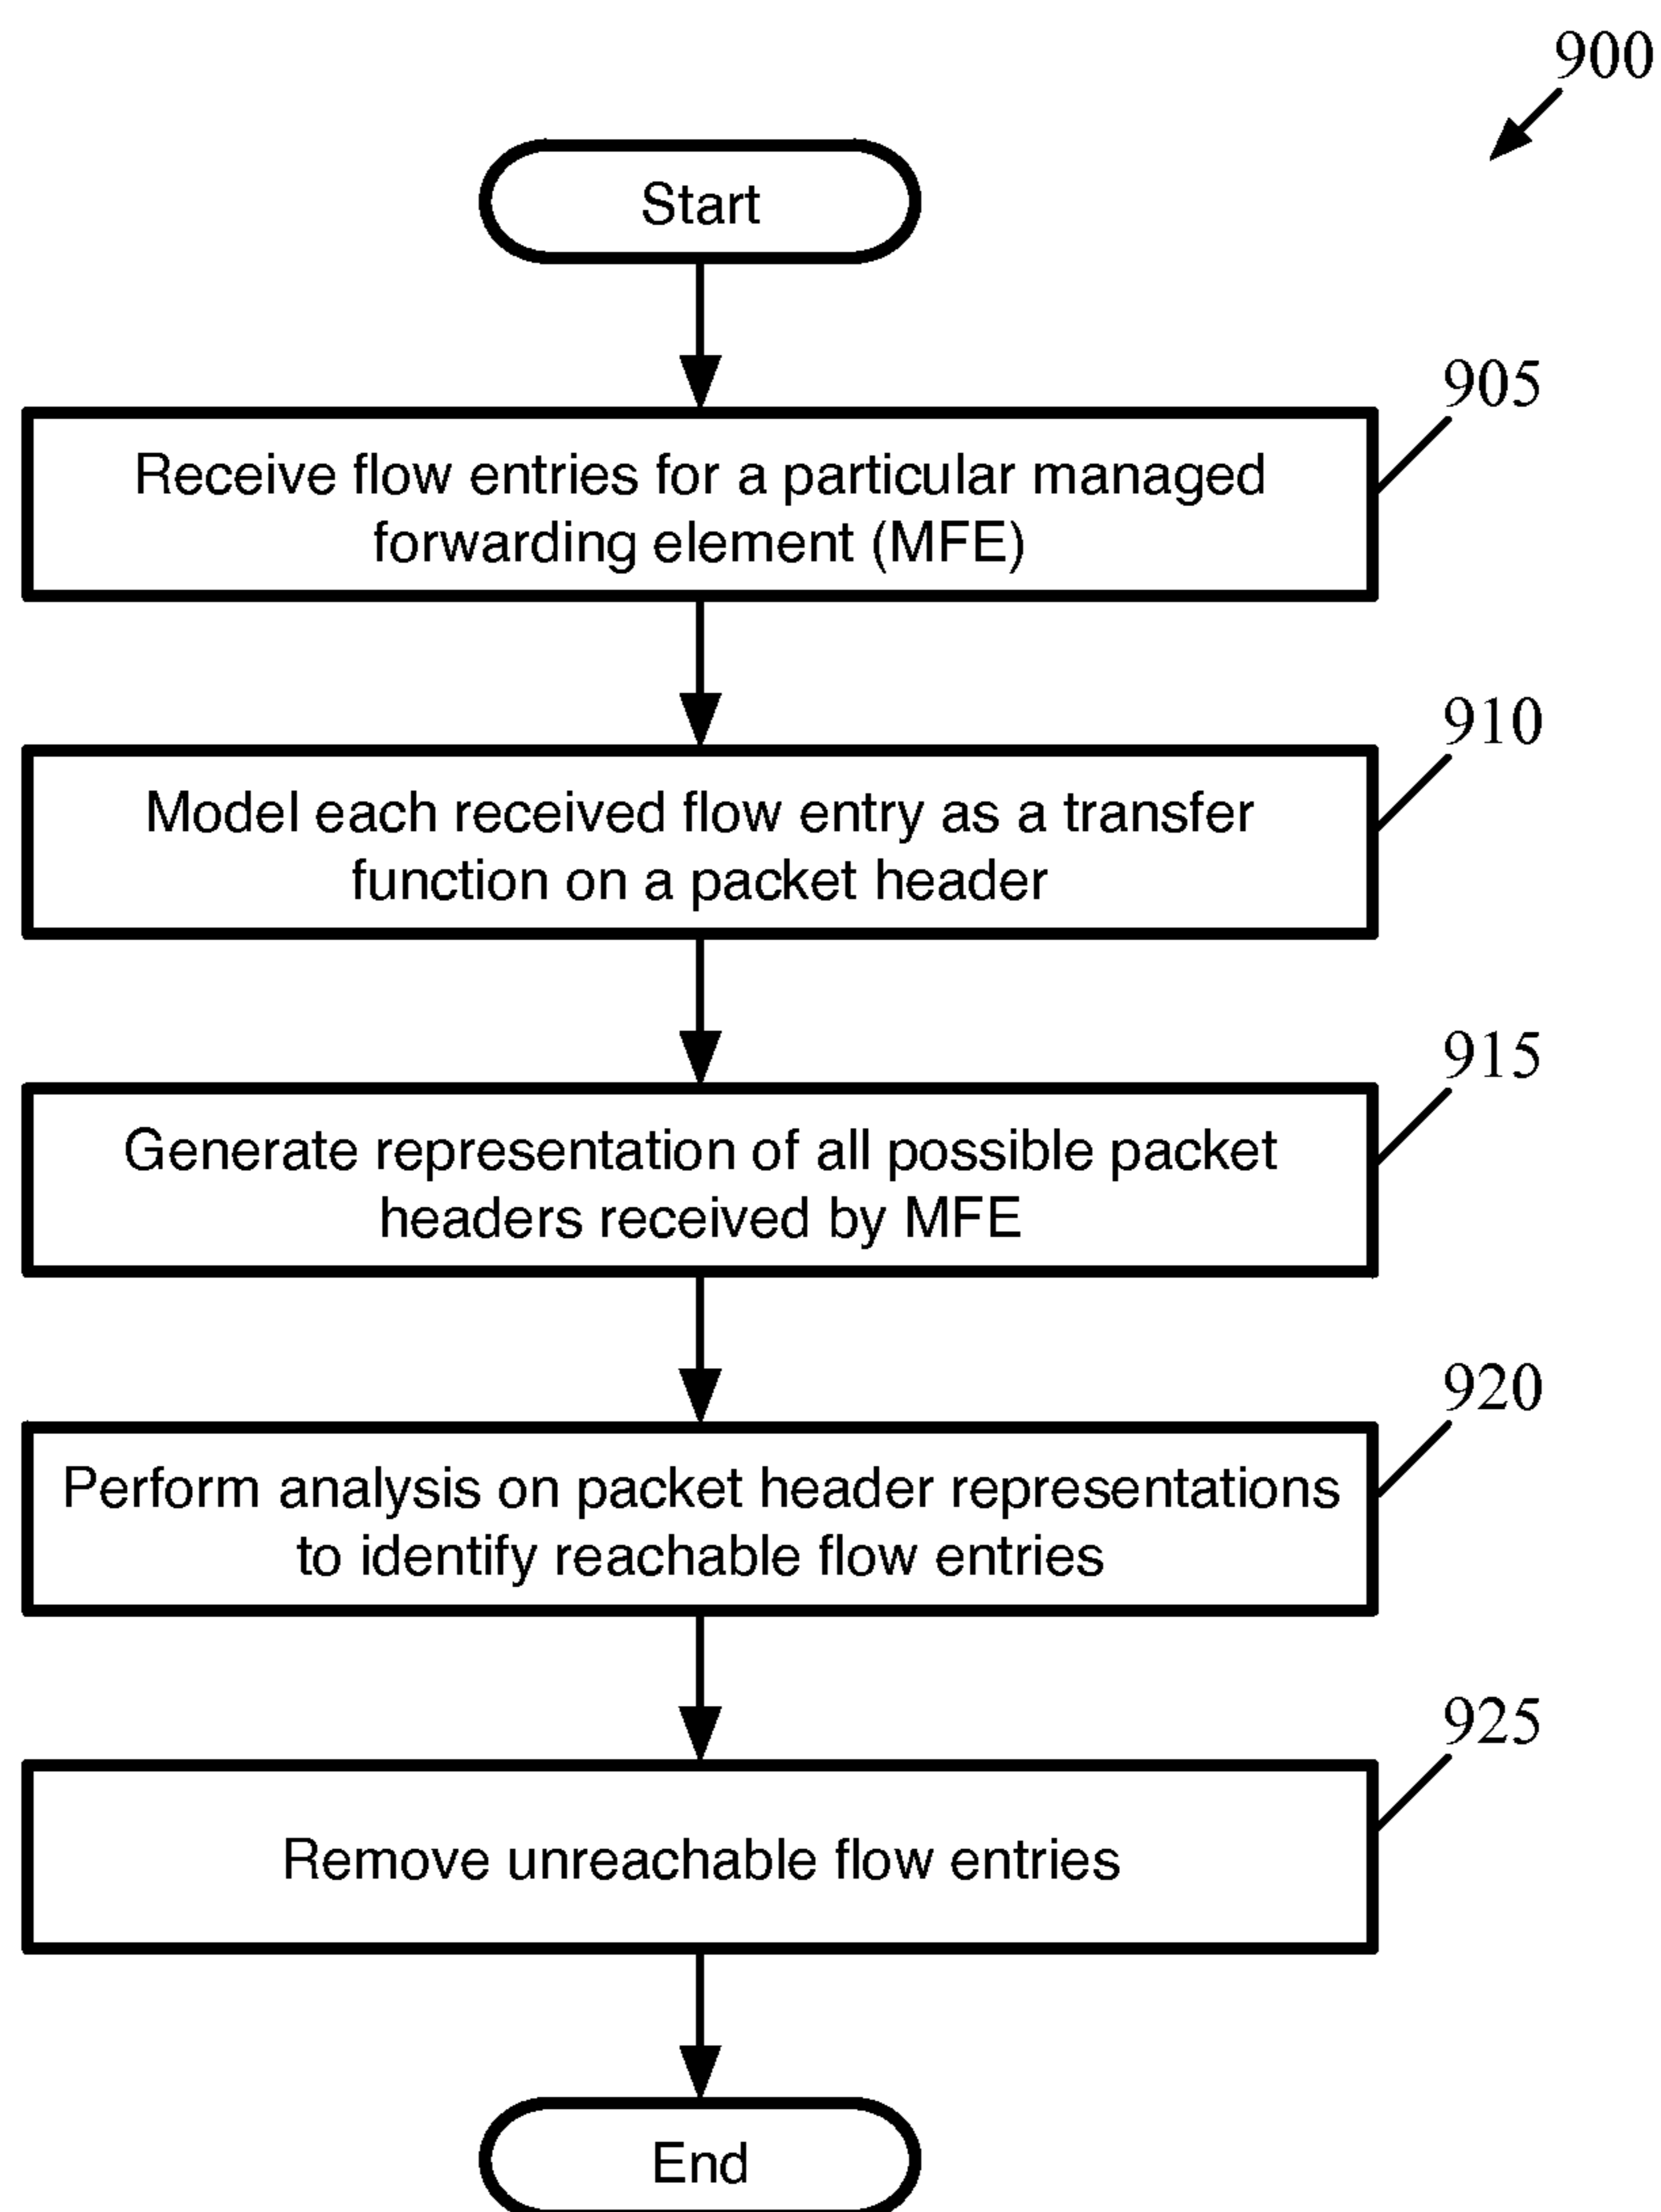 900
Start
905
Receive flow entries for a particular managed
forwarding element (MFE)
910
Model each received flow entry as a transfer
function on a packet header
915
Generate representation of all possible packet
headers received by MFE
920
Perform analysis on packet header representations
to identify reachable flow entries
925
Remove unreachable flow entries
End